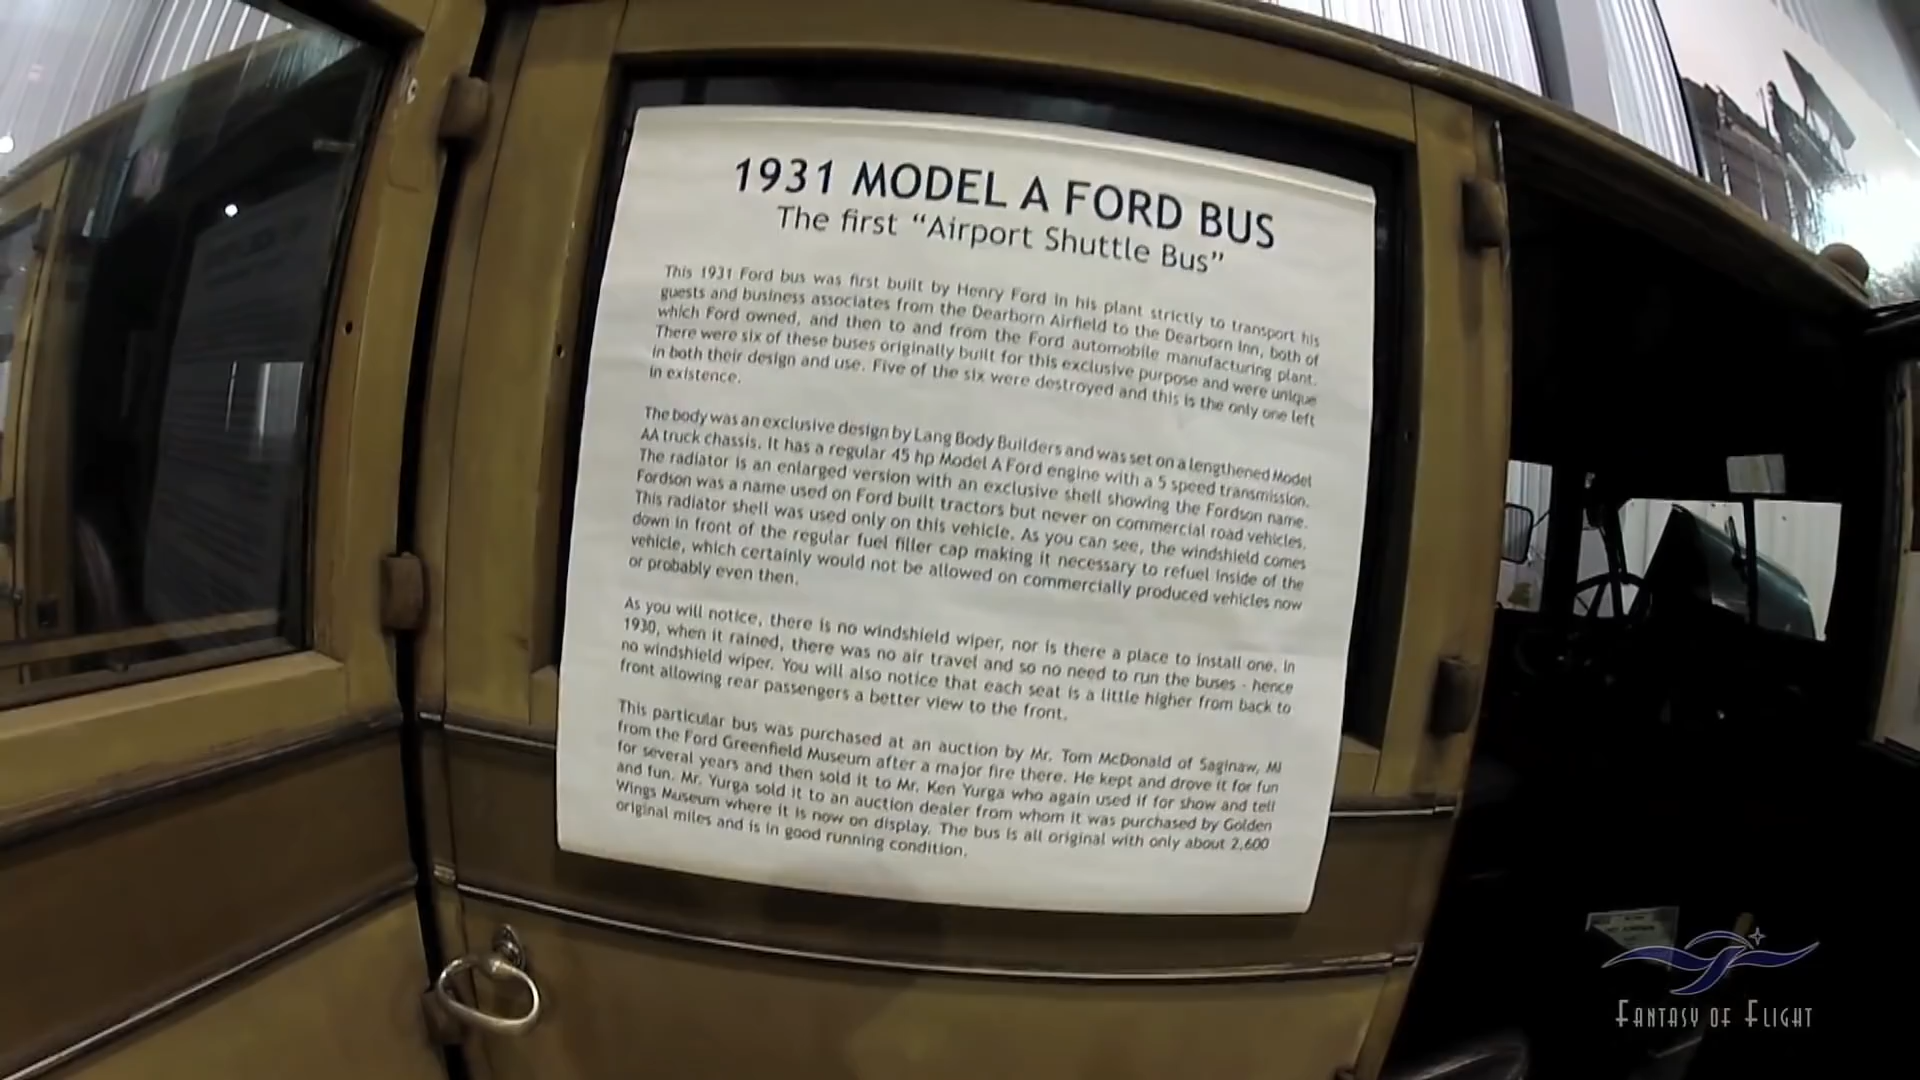 1931 MODEL A FORD BUS
The first “Airport Shuttle Bus”
This 1931 Ford bus was first built by Henry Ford in his plant strictly to transport his
guests and business associates from the Dearborn Airfield to the Dearborn Inn, both of
which Ford owned, and then to and from the Ford automobile manufacturing plant.
There were six of these buses originally built for this exclusive purpose and were unique
in both their design and use. Five of the six were destroyed and this is the only one left
in existence.
The body was an exclusive design by Lang Body Builders and was set on a lengthened Model
AA truck chassis. It has a regular 45 hp Model A Ford engine with a 5 speed transmission.
The radiator is an enlarged version with an exclusive shell showing the Fordson name.
Fordson was a name used on Ford built tractors but never on commercial road vehicles.
This radiator shell was used only on this vehicle. As you can see, the windshield comes
down in front of the regular fuel filler cap making it necessary to refuel inside of the
vehicle, which certainly would not be allowed on commercially produced vehicles now
or probably even then.
As you will notice, there is no windshield wiper, nor is there a place to install one. In
1930, when it rained, there was no air travel and so no need to run the buses - hence
no windshield wiper. You will also notice that each seat is a little higher from back to
front allowing rear passengers a better view to the front.
This particular bus was purchased at an auction by Mr. Tom McDonald of Saginaw, MI
from the Ford Greenfield Museum after a major fire there. He kept and drove it for fun
for several years and then sold it to Mr. Ken Yurga who again used if for show and tell
and fun. Mr. Yurga sold it to an auction dealer from whom it was purchased by Golden
Wings Museum where it is now on display. The bus is all original with only about 2,600
original miles and is in good running condition.
FANTASY OF FLIGHT